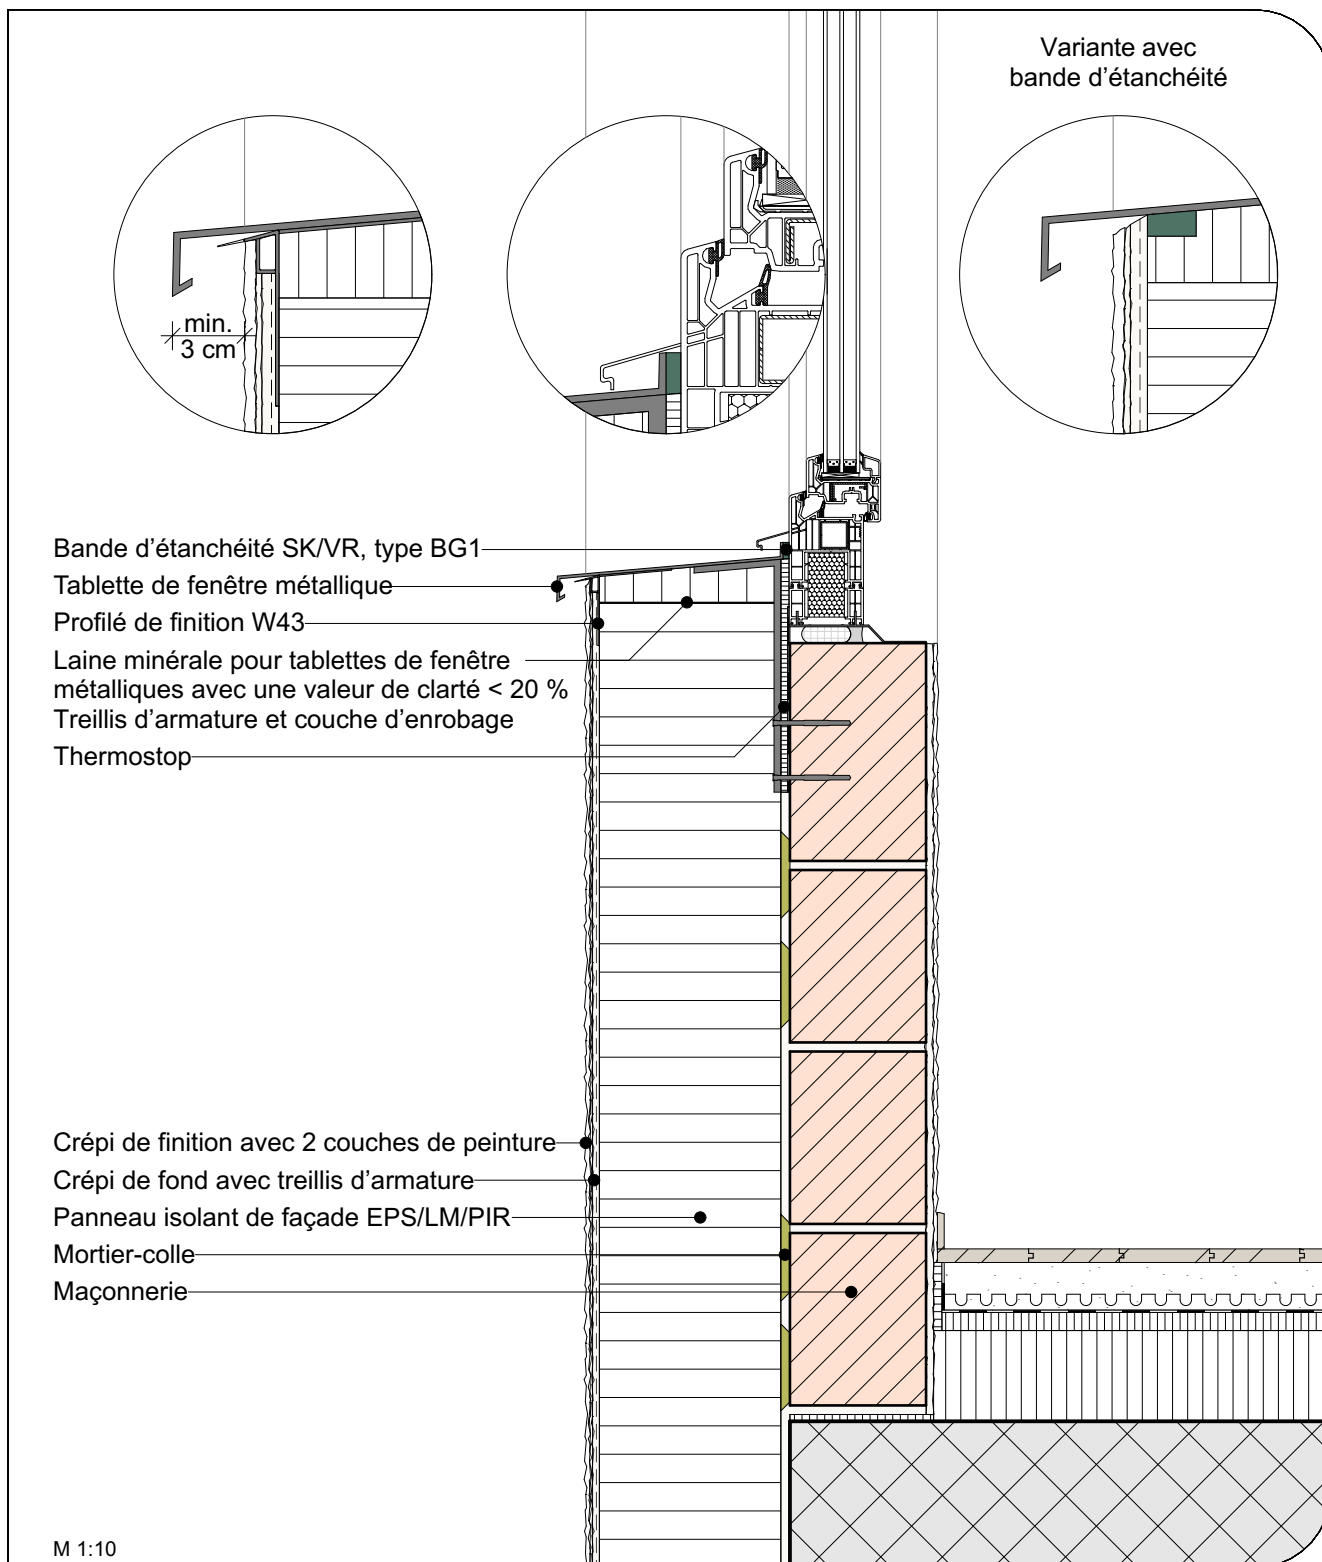 Variante avec
bande d’étanchéité
min.
3 cm
Bande d’étanchéité SK/VR, type BG1
Tablette de fenêtre métallique
Profilé de finition W43
Laine minérale pour tablettes de fenêtre
métalliques avec une valeur de clarté < 20 %
Treillis d’armature et couche d’enrobage
Thermostop
Crépi de finition avec 2 couches de peinture
Crépi de fond avec treillis d’armature
Panneau isolant de façade EPS/LM/PIR
Mortier-colle
Maçonnerie
M 1:10